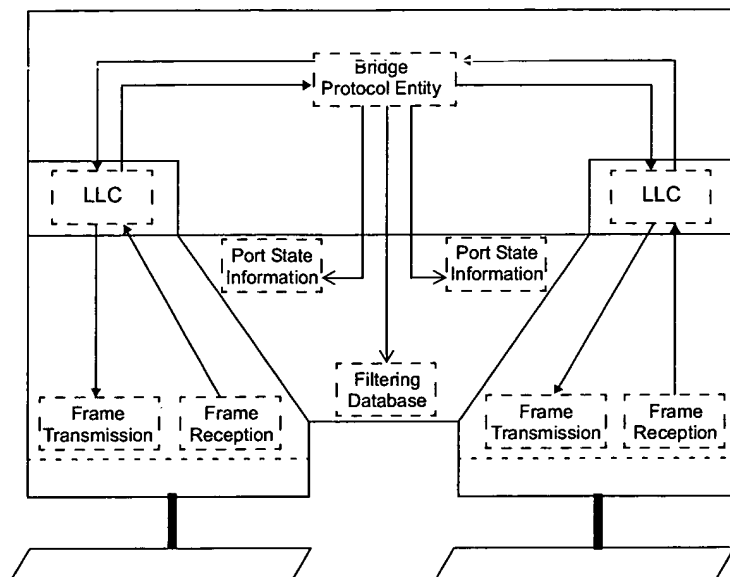 Bridge
Protocol Entity
LLC
LLC
Port State
Information
Port State
Information
Filtering
Database
Frame
Transmission
Frame
Reception
Frame
Transmission
Frame
Reception